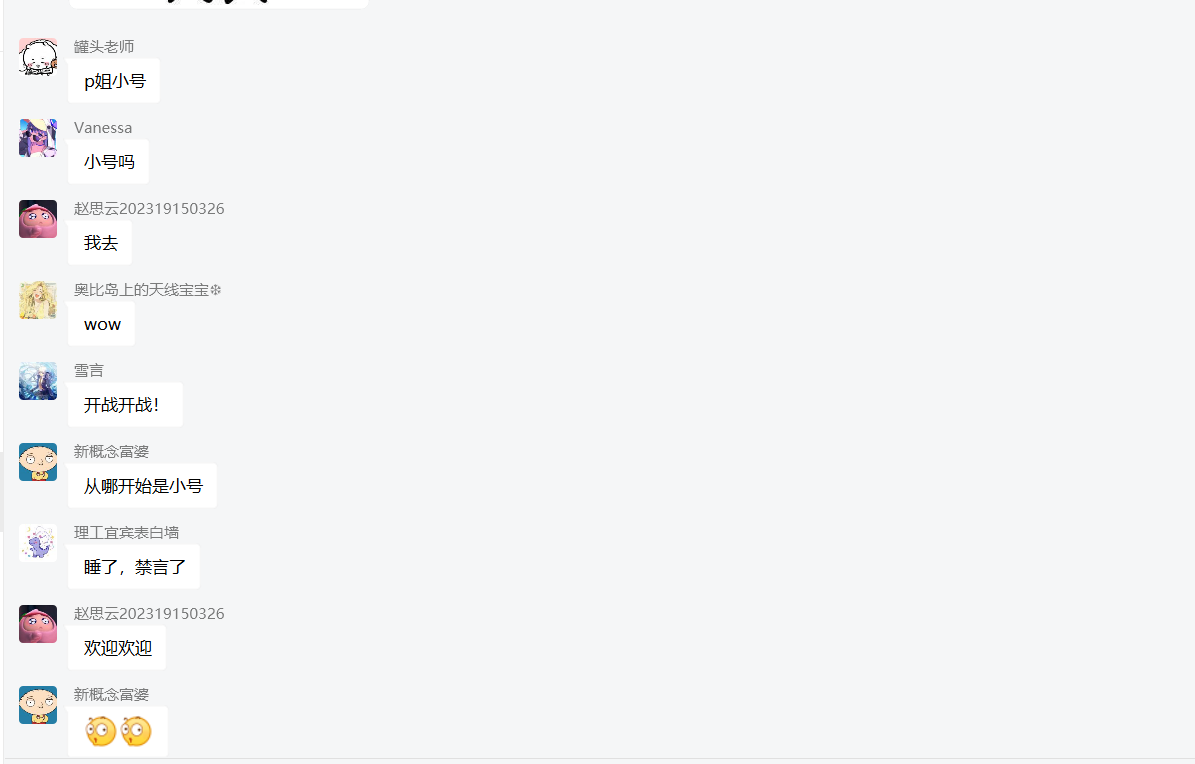 罐头老师
p姐小号
Vanessa
小号吗
赵思云202319150326
我去
奥比岛上的天线宝宝❄
wow
雪言
开战开战！
新概念富婆
从哪开始是小号
理工宜宾表白墙
睡了，禁言了
赵思云202319150326
欢迎欢迎
新概念富婆